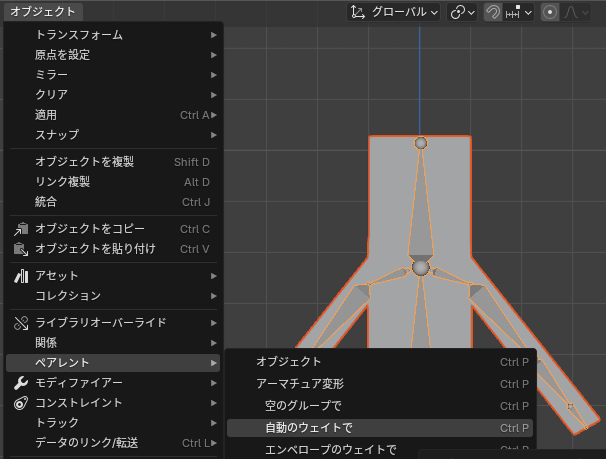 オブジェクト
グローバル
トランスフォーム
原点を設定
ミラー
クリア
適用 Ctrl A
スナップ
オブジェクトを複製 Shift D
リンク複製 Alt D
統合 Ctrl J
オブジェクトをコピー Ctrl C
オブジェクトを貼り付け Ctrl V
アセット
コレクション
ライブラリオーバーライド
関係
ペアレント
モディファイアー
コンストレイント
トラック
データのリンク/転送 Ctrl L
オブジェクト Ctrl P
アーマチュア変形 Ctrl P
空のグループで Ctrl P
自動のウェイトで Ctrl P
エンベロープのウェイトで Ctrl P